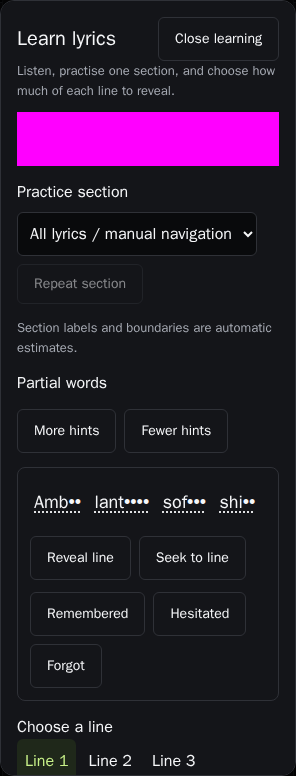 Learn lyrics
Close learning
Listen, practise one section, and choose how
much of each line to reveal.
Practice section
All lyrics / manual navigation
Repeat section
Section labels and boundaries are automatic
estimates.
Partial words
More hints
Fewer hints
Amb•• lant•••• sof••• shi••
Reveal line
Seek to line
Remembered
Hesitated
Forgot
Choose a line
Line 1 Line 2 Line 3